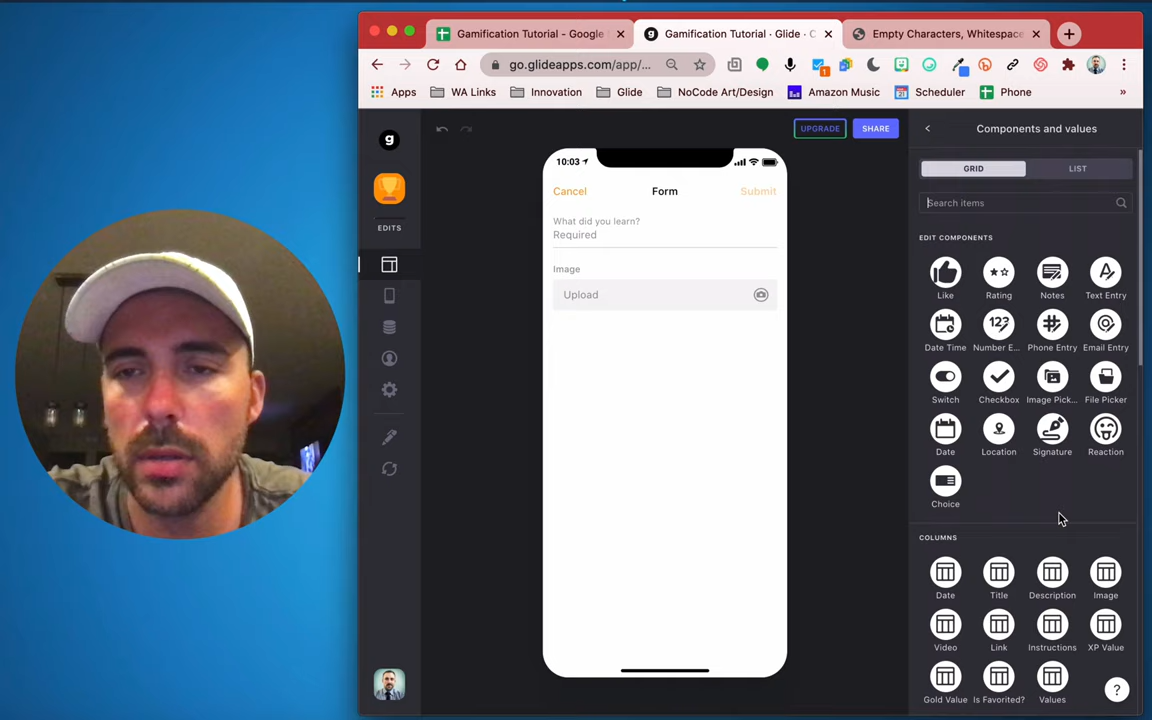 Gamification Tutorial - Google
Gamification Tutorial · Glide · C
Empty Characters, Whitespace
go.glideapps.com/app/...
Apps
WA Links
Innovation
Glide
NoCode Art/Design
Amazon Music
Scheduler
Phone
»
g
UPGRADE
SHARE
Components and values
EDITS
10:03
Cancel
Form
Submit
What did you learn?
Required
Image
Upload
GRID
LIST
Search items
EDIT COMPONENTS
Like
Rating
Notes
Text Entry
Date Time
Number E...
Phone Entry
Email Entry
Switch
Checkbox
Image Pick...
File Picker
Date
Location
Signature
Reaction
Choice
COLUMNS
Date
Title
Description
Image
Video
Link
Instructions
XP Value
Gold Value
Is Favorited?
Values
?